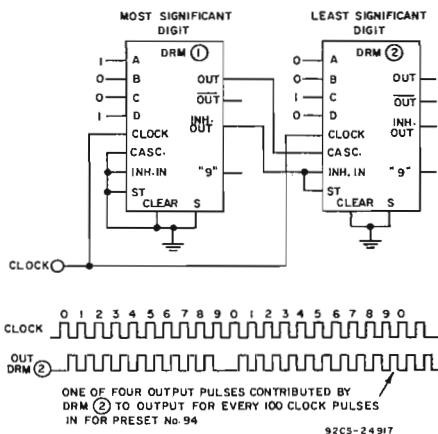 MOST SIGNIFICANT DIGIT
LEAST SIGNIFICANT DIGIT
DRM ①
1 A
0 B
0 C
1 D
CLOCK
CASC.
INH. IN
ST
CLEAR S
OUT
OUT
INH. OUT
"9"
DRM ②
0 A
0 B
1 C
0 D
CLOCK
CASC.
INH. IN
ST
CLEAR S
OUT
OUT
INH. OUT
"9"
CLOCK
0 1 2 3 4 5 6 7 8 9 0 1 2 3 4 5 6 7 8 9 0
CLOCK
OUT DRM ②
ONE OF FOUR OUTPUT PULSES CONTRIBUTED BY
DRM ② TO OUTPUT FOR EVERY 100 CLOCK PULSES
IN FOR PRESET No. 94
92CS-24917